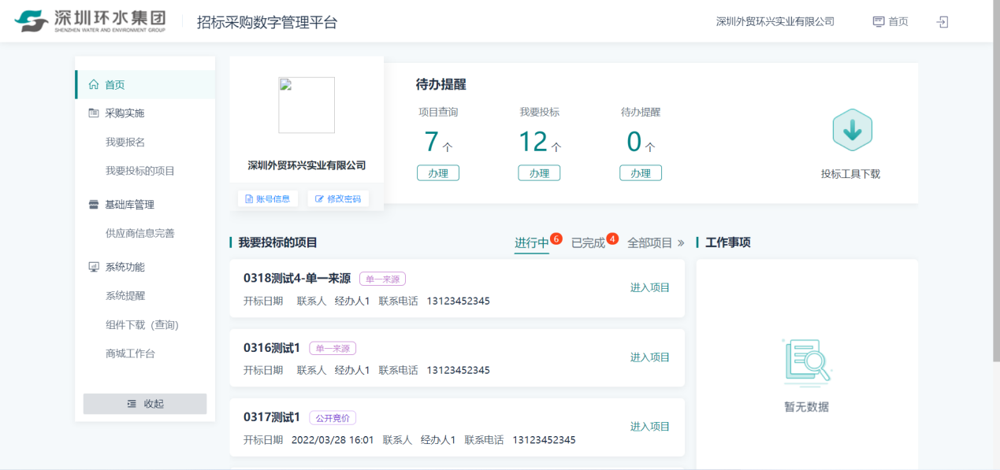 深圳环水集团
SHENZHEN WATER AND ENVIRONMENT GROUP
招标采购数字管理平台
深圳外贸环兴实业有限公司
首页
首页
采购实施
我要报名
我要投标的项目
基础库管理
供应商信息完善
系统功能
系统提醒
组件下载（查询)
商城工作台
收起
深圳外贸环兴实业有限公司
账号信息 修改密码
待办提醒
项目查询 我要投标 待办提醒
7个 12个 0个
办理 办理 办理
投标工具下载
我要投标的项目
进行中 6 已完成 4 全部项目 »
0318测试4-单一来源 单一来源
开标日期 联系人 经办人1 联系电话 13123452345
进入项目
0316测试1 单一来源
开标日期 联系人 经办人1 联系电话 13123452345
进入项目
0317测试1 公开竞价
开标日期 2022/03/28 16:01 联系人 经办人1 联系电话 13123452345
进入项目
工作事项
暂无数据